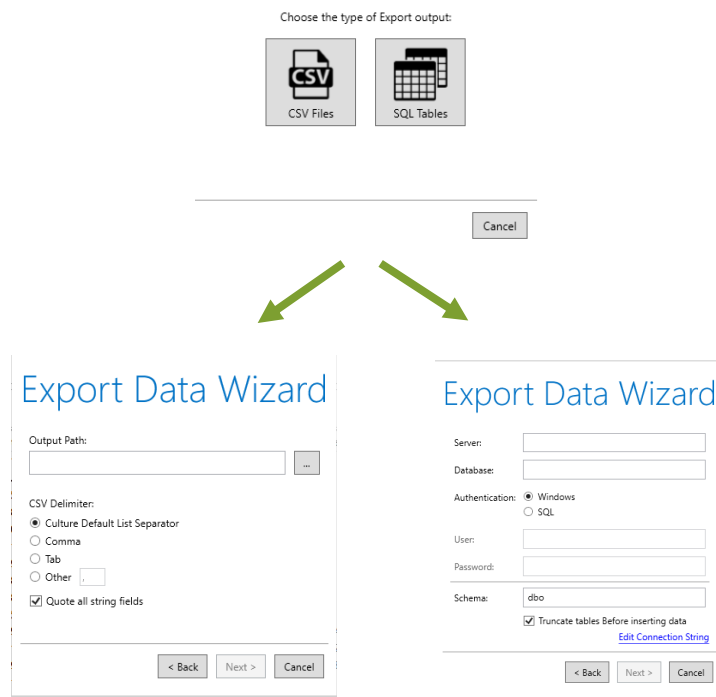 Choose the type of Export output:
CSV
CSV Files
SQL Tables
Cancel
Export Data Wizard
Output Path:
...
CSV Delimiter:
Culture Default List Separator
Comma
Tab
Other ,
Quote all string fields
< Back Next > Cancel
Export Data Wizard
Server:
Database:
Authentication: Windows
SQL
User:
Password:
Schema: dbo
Truncate tables Before inserting data
Edit Connection String
< Back Next > Cancel